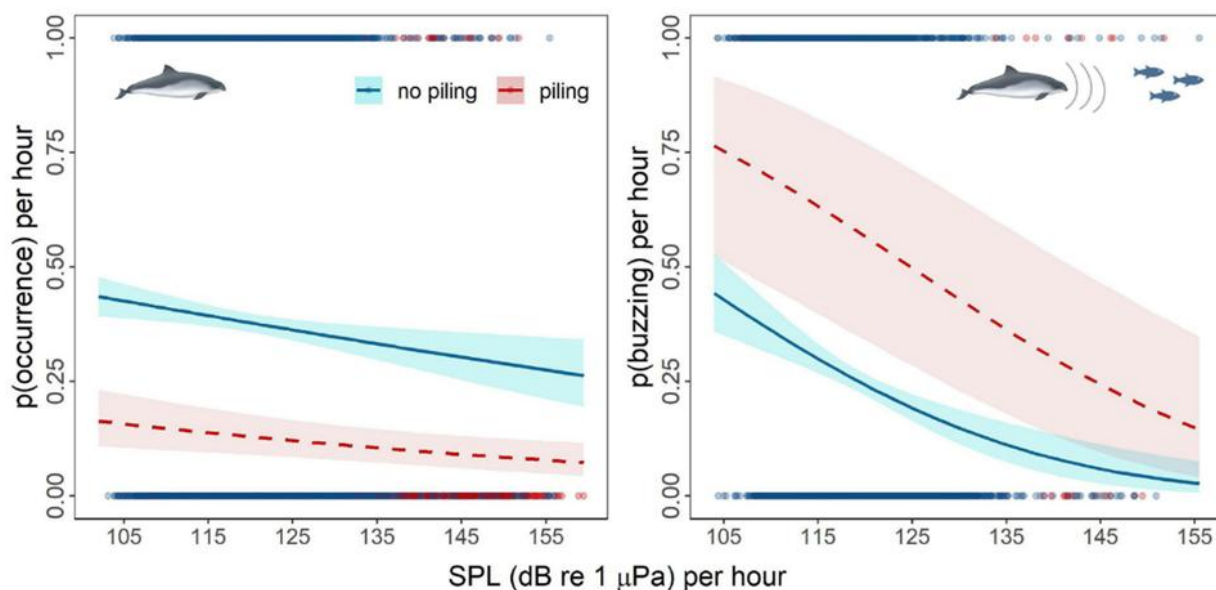 p(occurrence) per hour
1.00
0.75
0.50
0.25
0.00
no piling
piling
105 115 125 135 145 155
p(buzzing) per hour
1.00
0.75
0.50
0.25
0.00
105 115 125 135 145 155
SPL (dB re 1 μPa) per hour